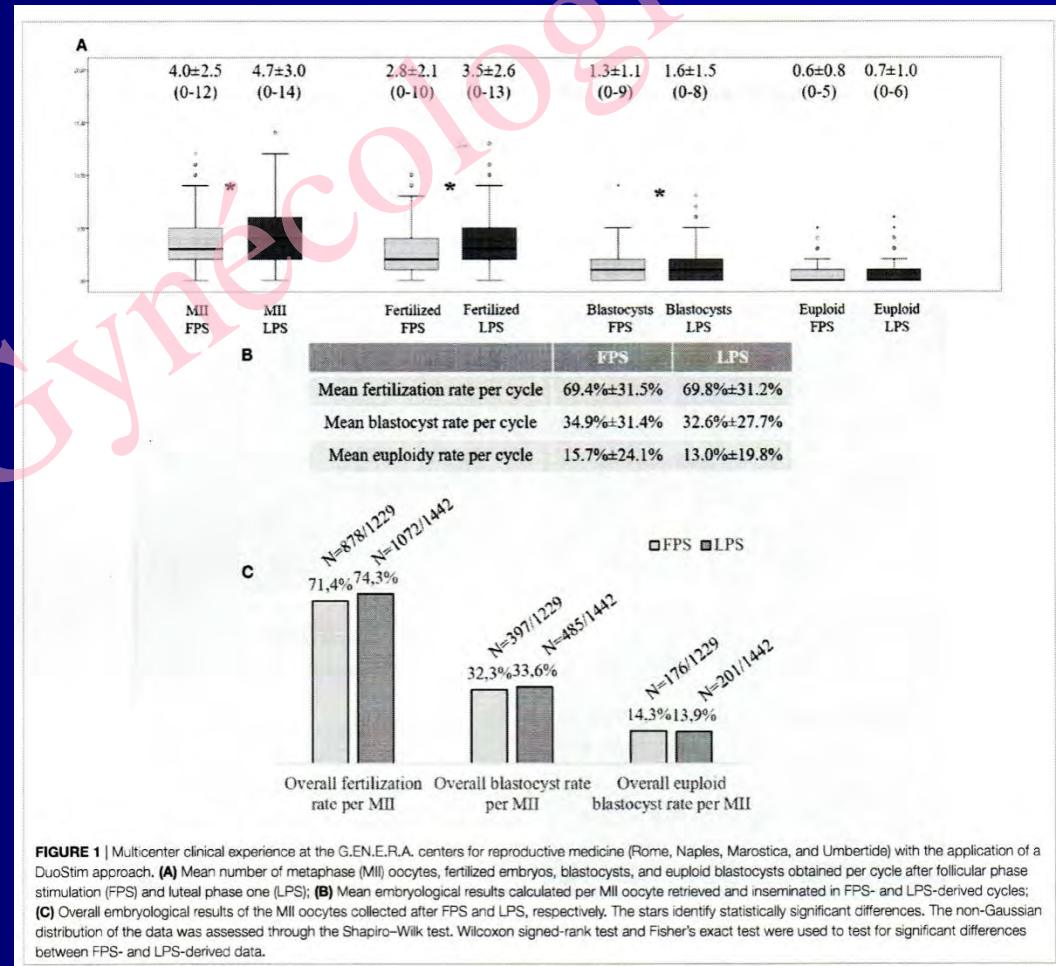 Gynécologi
A
4.0±2.5 4.7±3.0 2.8±2.1 3.5±2.6 1.3±1.1 1.6±1.5 0.6±0.8 0.7±1.0
(0-12) (0-14) (0-10) (0-13) (0-9) (0-8) (0-5) (0-6)
* * *
MII MII Fertilized Fertilized Blastocysts Blastocysts Euploid Euploid
FPS LPS FPS LPS FPS LPS FPS LPS
B
FPS LPS
Mean fertilization rate per cycle 69.4%±31.5% 69.8%±31.2%
Mean blastocyst rate per cycle 34.9%±31.4% 32.6%±27.7%
Mean euploidy rate per cycle 15.7%±24.1% 13.0%±19.8%
C
FPS LPS
N=878/1229 N=1072/1442
71,4% 74,3%
N=397/1229 N=485/1442
32,3% 33,6%
N=176/1229 N=201/1442
14,3% 13,9%
Overall fertilization Overall blastocyst rate Overall euploid
rate per MII per MII blastocyst rate per MII
FIGURE 1 | Multicenter clinical experience at the G.EN.E.R.A. centers for reproductive medicine (Rome, Naples, Marostica, and Umbertide) with the application of a
DuoStim approach. (A) Mean number of metaphase (MII) oocytes, fertilized embryos, blastocysts, and euploid blastocysts obtained per cycle after follicular phase
stimulation (FPS) and luteal phase one (LPS); (B) Mean embryological results calculated per MII oocyte retrieved and inseminated in FPS- and LPS-derived cycles;
(C) Overall embryological results of the MII oocytes collected after FPS and LPS, respectively. The stars identify statistically significant differences. The non-Gaussian
distribution of the data was assessed through the Shapiro–Wilk test. Wilcoxon signed-rank test and Fisher's exact test were used to test for significant differences
between FPS- and LPS-derived data.